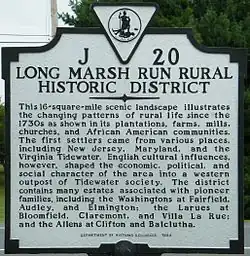 J 20
LONG MARSH RUN RURAL
HISTORIC DISTRICT
This 16-square-mile scenic landscape illustrates
the changing patterns of rural life since the
1730s as shown in its plantations, farms, mills,
churches, and African American communities.
The first settlers came from various places,
including New Jersey, Maryland, and the
Virginia Tidewater. English cultural influences,
however, shaped the economic, political, and
social character of the area into a western
outpost of Tidewater society. The district
contains many estates associated with pioneer
families, including the Washingtons at Fairfield,
Audley, and Elmington; the Larues at
Bloomfield, Claremont, and Villa La Rue;
and the Allens at Clifton and Balclutha.
DEPARTMENT OF HISTORIC RESOURCES,